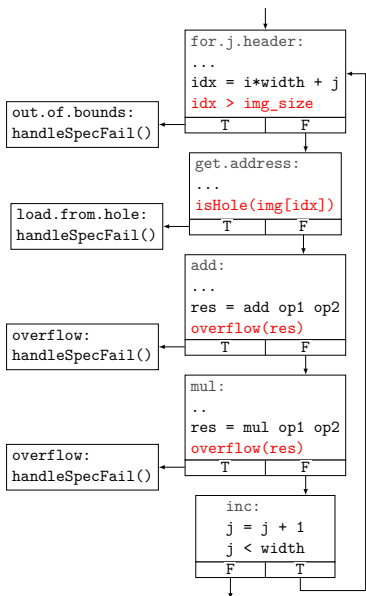 for.j.header:
...
idx = i*width + j
idx > img_size
T F
out.of.bounds:
handleSpecFail()
get.address:
...
isHole(img[idx])
T F
load.from.hole:
handleSpecFail()
add:
...
res = add op1 op2
overflow(res)
T F
overflow:
handleSpecFail()
mul:
..
res = mul op1 op2
overflow(res)
T F
overflow:
handleSpecFail()
inc:
j = j + 1
j < width
F T